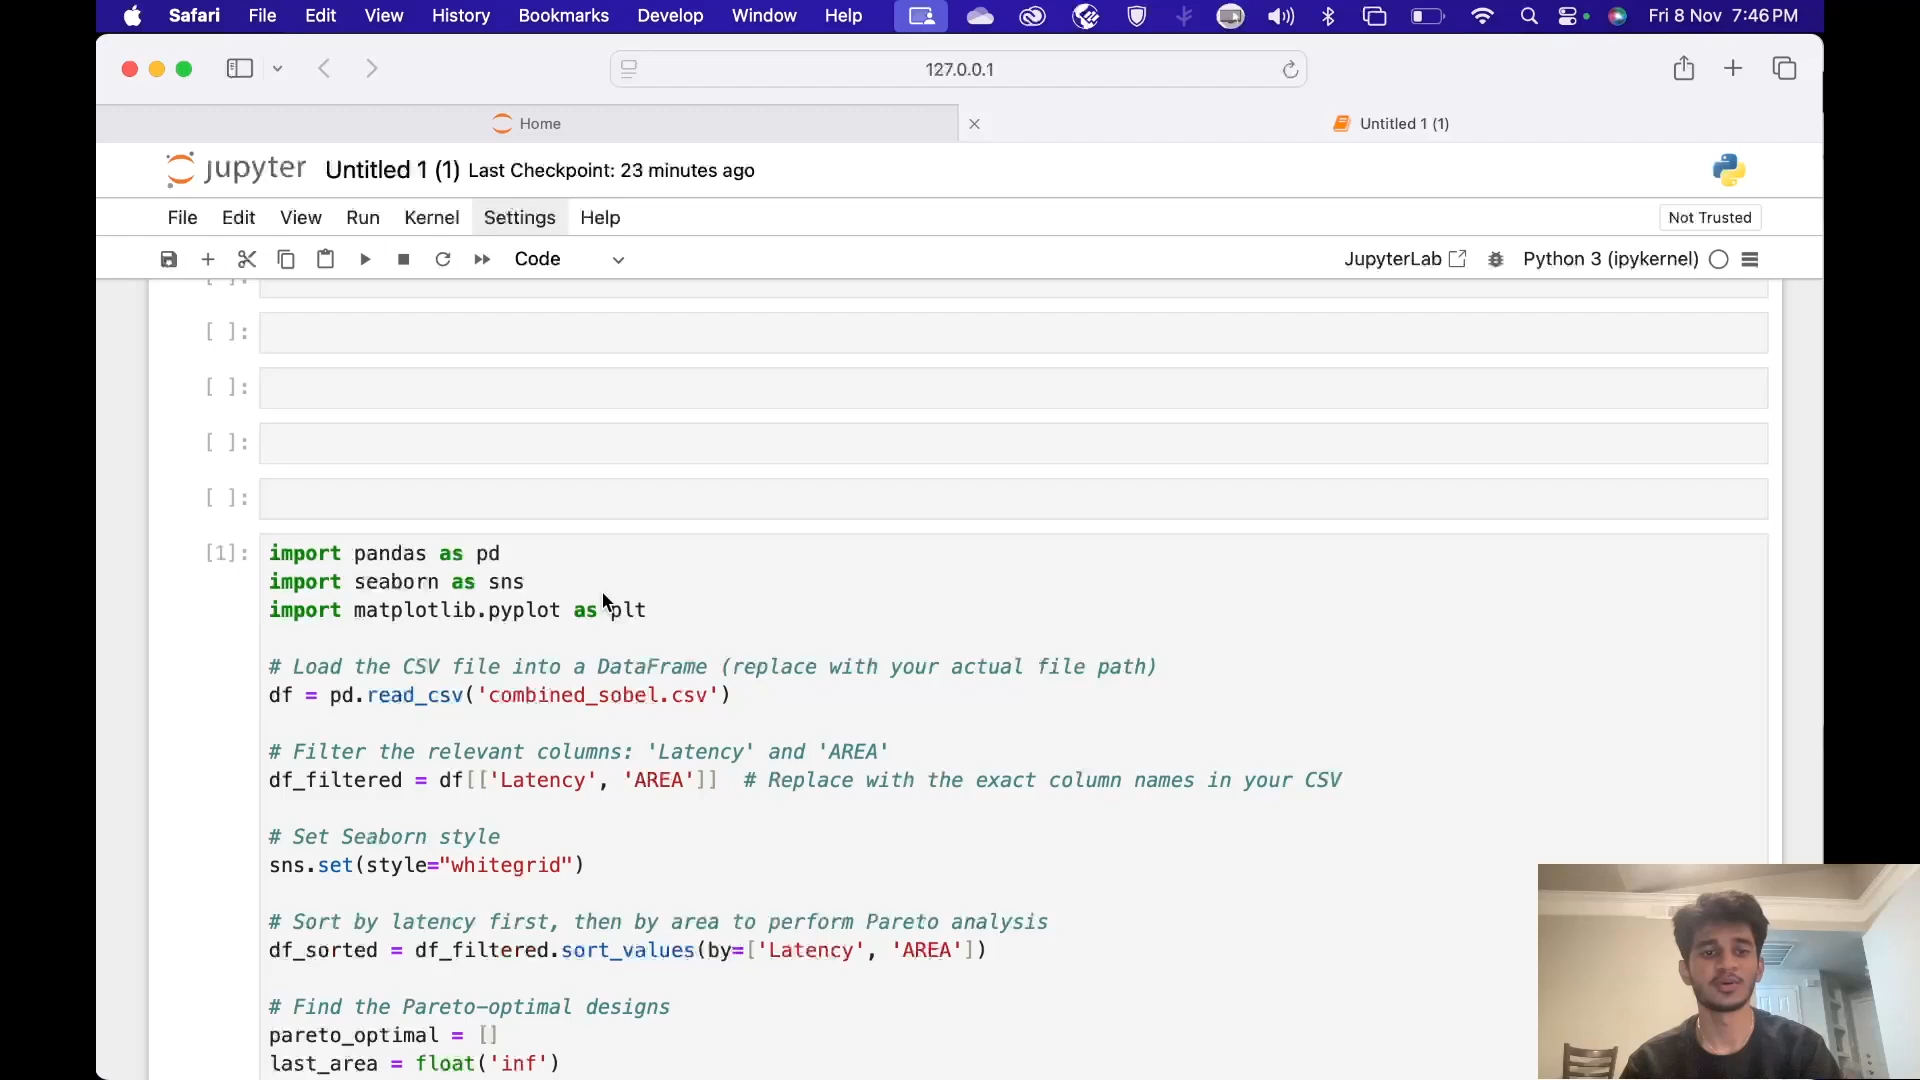 Safari File Edit View History Bookmarks Develop Window Help Fri 8 Nov 7:46 PM
127.0.0.1
Home Untitled 1 (1)
jupyter Untitled 1 (1) Last Checkpoint: 23 minutes ago
File Edit View Run Kernel Settings Help Not Trusted
Code JupyterLab Python 3 (ipykernel)
[ ]:
[ ]:
[ ]:
[ ]:
[ ]:
[1]: import pandas as pd
import seaborn as sns
import matplotlib.pyplot as plt
# Load the CSV file into a DataFrame (replace with your actual file path)
df = pd.read_csv('combined_sobel.csv')
# Filter the relevant columns: 'Latency' and 'AREA'
df_filtered = df[['Latency', 'AREA']]  # Replace with the exact column names in your CSV
# Set Seaborn style
sns.set(style="whitegrid")
# Sort by latency first, then by area to perform Pareto analysis
df_sorted = df_filtered.sort_values(by=['Latency', 'AREA'])
# Find the Pareto-optimal designs
pareto_optimal = []
last_area = float('inf')